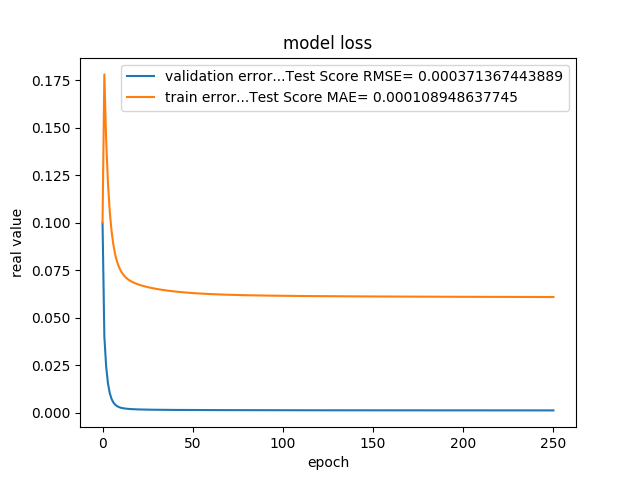 model loss
validation error...Test Score RMSE= 0.000371367443889
train error...Test Score MAE= 0.000108948637745
real value
0.175
0.150
0.125
0.100
0.075
0.050
0.025
0.000
0 50 100 150 200 250
epoch